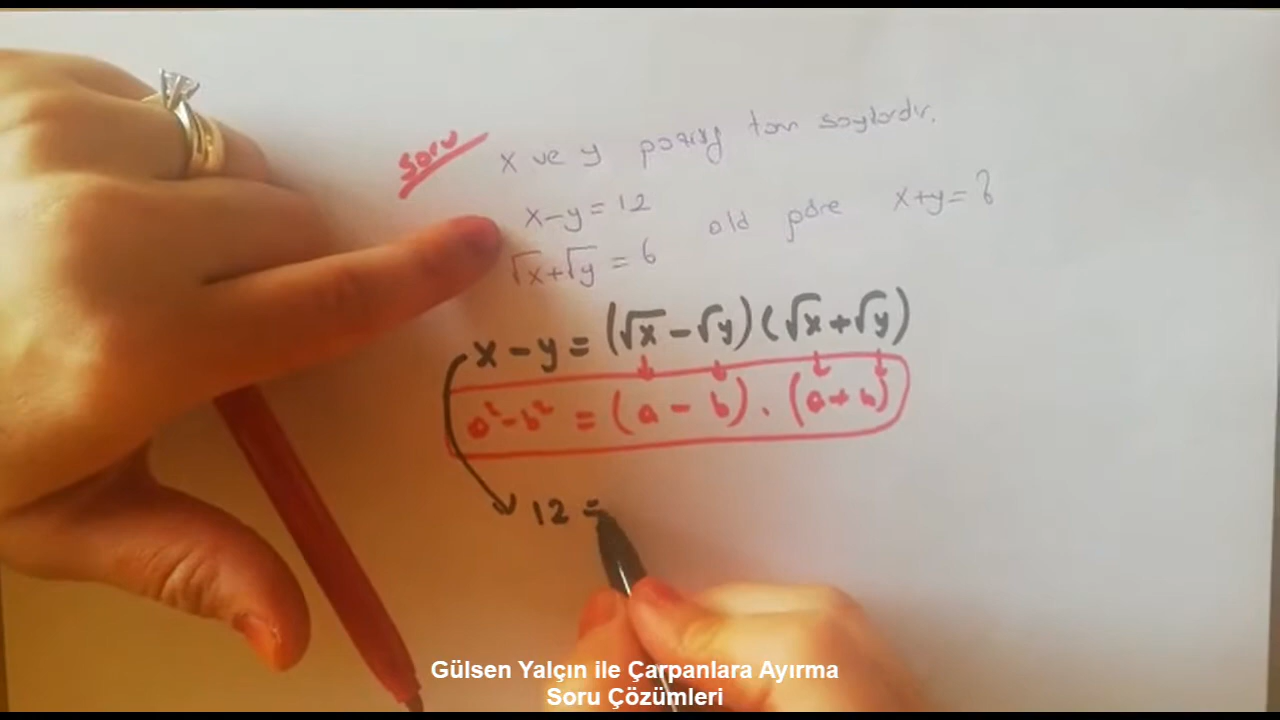 Soru
x ve y pozitif tam sayılardır.
x-y=12
√x+√y=6 old göre x+y=?
x-y=(√x-√y)(√x+√y)
a²-b²=(a-b).(a+b)
12=
Gülsen Yalçın ile Çarpanlara Ayırma
Soru Çözümleri